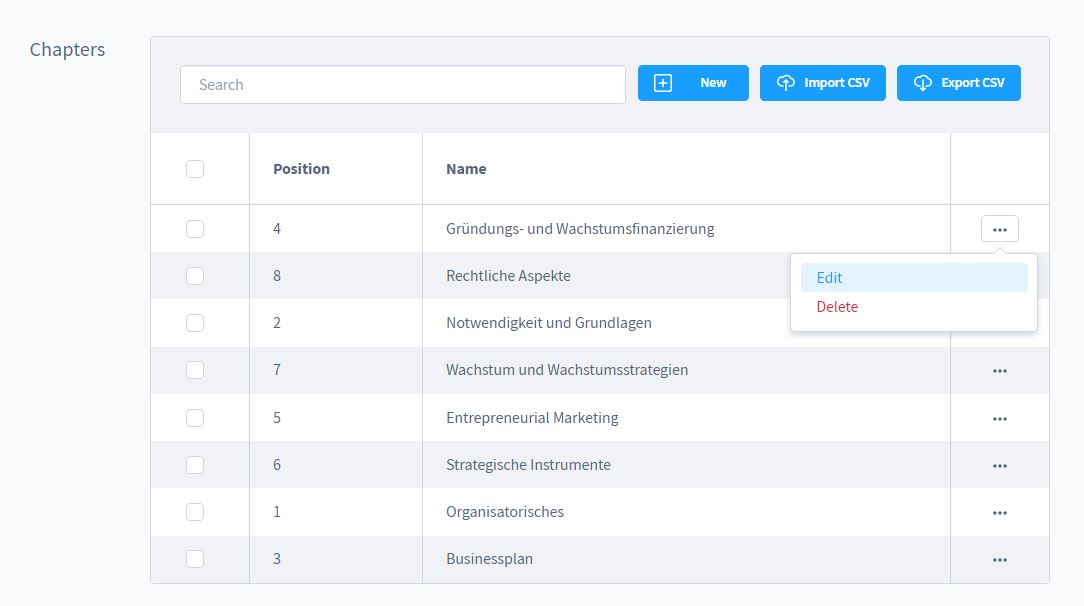 Chapters
Search
New
Import CSV
Export CSV
Position Name
4 Gründungs- und Wachstumsfinanzierung
8 Rechtliche Aspekte
Edit
Delete
2 Notwendigkeit und Grundlagen
7 Wachstum und Wachstumsstrategien
5 Entrepreneurial Marketing
6 Strategische Instrumente
1 Organisatorisches
3 Businessplan